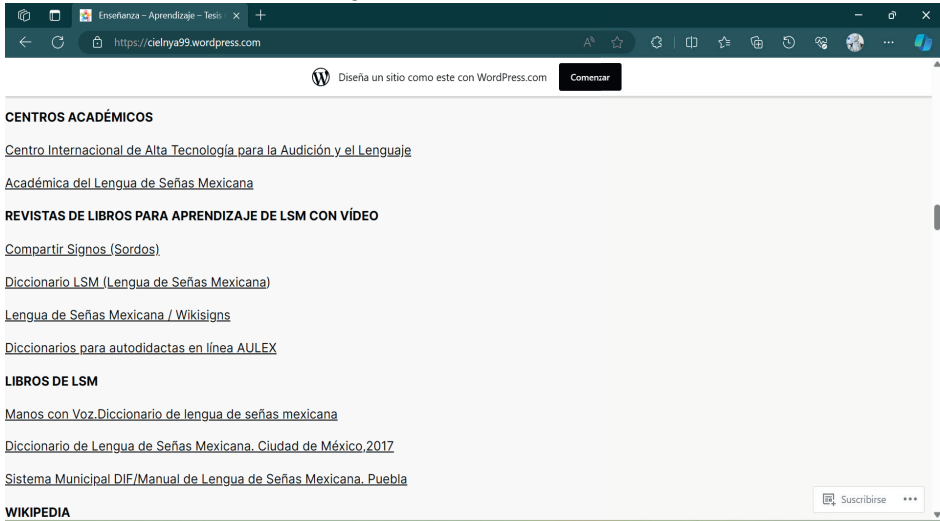 Enseñanza – Aprendizaje – Tesis
https://cielnya99.wordpress.com
Diseña un sitio como este con WordPress.com
Comenzar
CENTROS ACADÉMICOS
Centro Internacional de Alta Tecnología para la Audición y el Lenguaje
Académica del Lengua de Señas Mexicana
REVISTAS DE LIBROS PARA APRENDIZAJE DE LSM CON VÍDEO
Compartir Signos (Sordos)
Diccionario LSM (Lengua de Señas Mexicana)
Lengua de Señas Mexicana / Wikisigns
Diccionarios para autodidactas en línea AULEX
LIBROS DE LSM
Manos con Voz.Diccionario de lengua de señas mexicana
Diccionario de Lengua de Señas Mexicana. Ciudad de México,2017
Sistema Municipal DIF/Manual de Lengua de Señas Mexicana. Puebla
Suscribirse
WIKIPEDIA